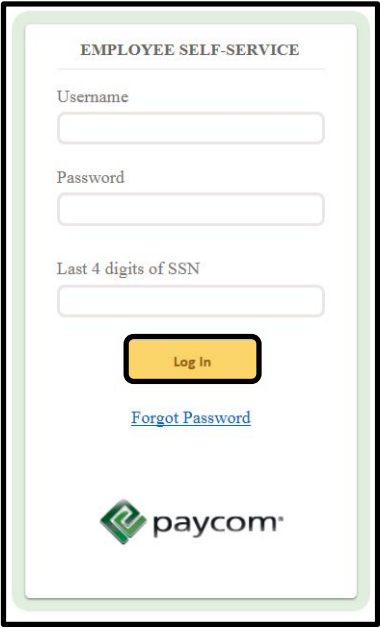 EMPLOYEE SELF-SERVICE
Username
Password
Last 4 digits of SSN
Log In
Forgot Password
paycom